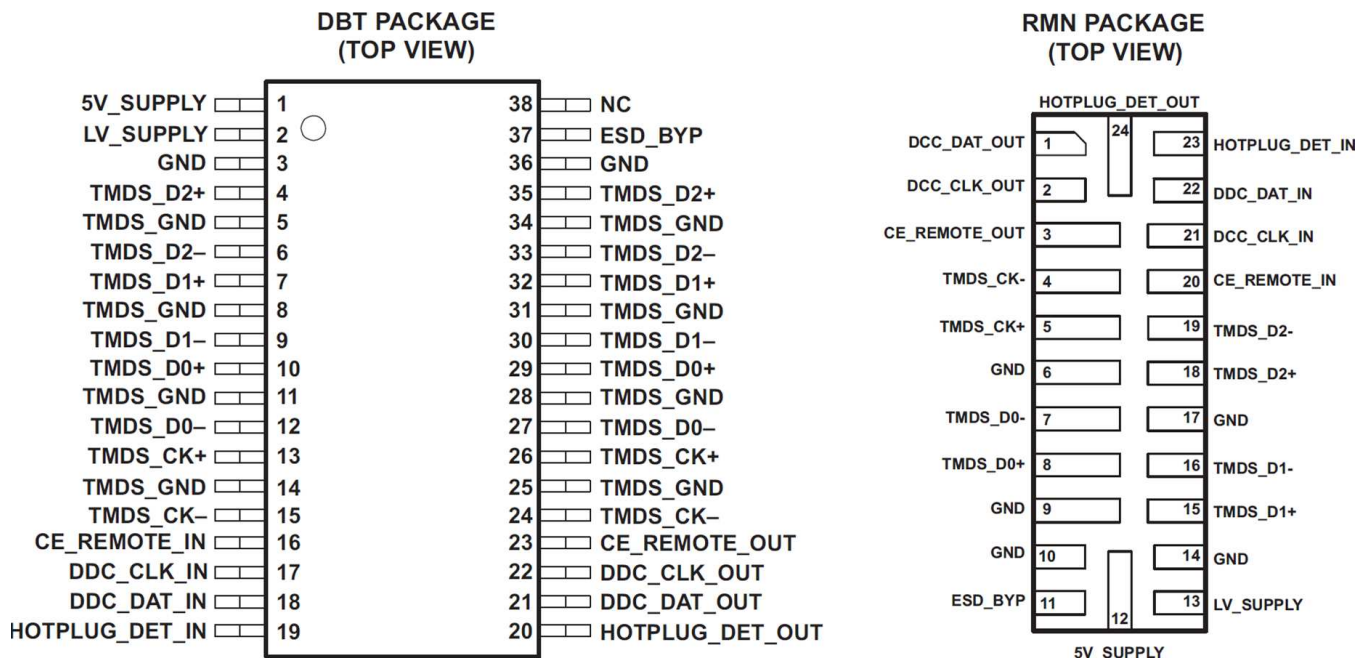 DBT PACKAGE
(TOP VIEW)
5V_SUPPLY 1 38 NC
LV_SUPPLY 2 37 ESD_BYP
GND 3 36 GND
TMDS_D2+ 4 35 TMDS_D2+
TMDS_GND 5 34 TMDS_GND
TMDS_D2– 6 33 TMDS_D2–
TMDS_D1+ 7 32 TMDS_D1+
TMDS_GND 8 31 TMDS_GND
TMDS_D1– 9 30 TMDS_D1–
TMDS_D0+ 10 29 TMDS_D0+
TMDS_GND 11 28 TMDS_GND
TMDS_D0– 12 27 TMDS_D0–
TMDS_CK+ 13 26 TMDS_CK+
TMDS_GND 14 25 TMDS_GND
TMDS_CK– 15 24 TMDS_CK–
CE_REMOTE_IN 16 23 CE_REMOTE_OUT
DDC_CLK_IN 17 22 DDC_CLK_OUT
DDC_DAT_IN 18 21 DDC_DAT_OUT
HOTPLUG_DET_IN 19 20 HOTPLUG_DET_OUT
RMN PACKAGE
(TOP VIEW)
HOTPLUG_DET_OUT
24
DCC_DAT_OUT 1 23 HOTPLUG_DET_IN
DCC_CLK_OUT 2 22 DDC_DAT_IN
CE_REMOTE_OUT 3 21 DCC_CLK_IN
TMDS_CK- 4 20 CE_REMOTE_IN
TMDS_CK+ 5 19 TMDS_D2-
GND 6 18 TMDS_D2+
TMDS_D0- 7 17 GND
TMDS_D0+ 8 16 TMDS_D1-
GND 9 15 TMDS_D1+
GND 10 14 GND
ESD_BYP 11 13 LV_SUPPLY
12
5V_SUPPLY